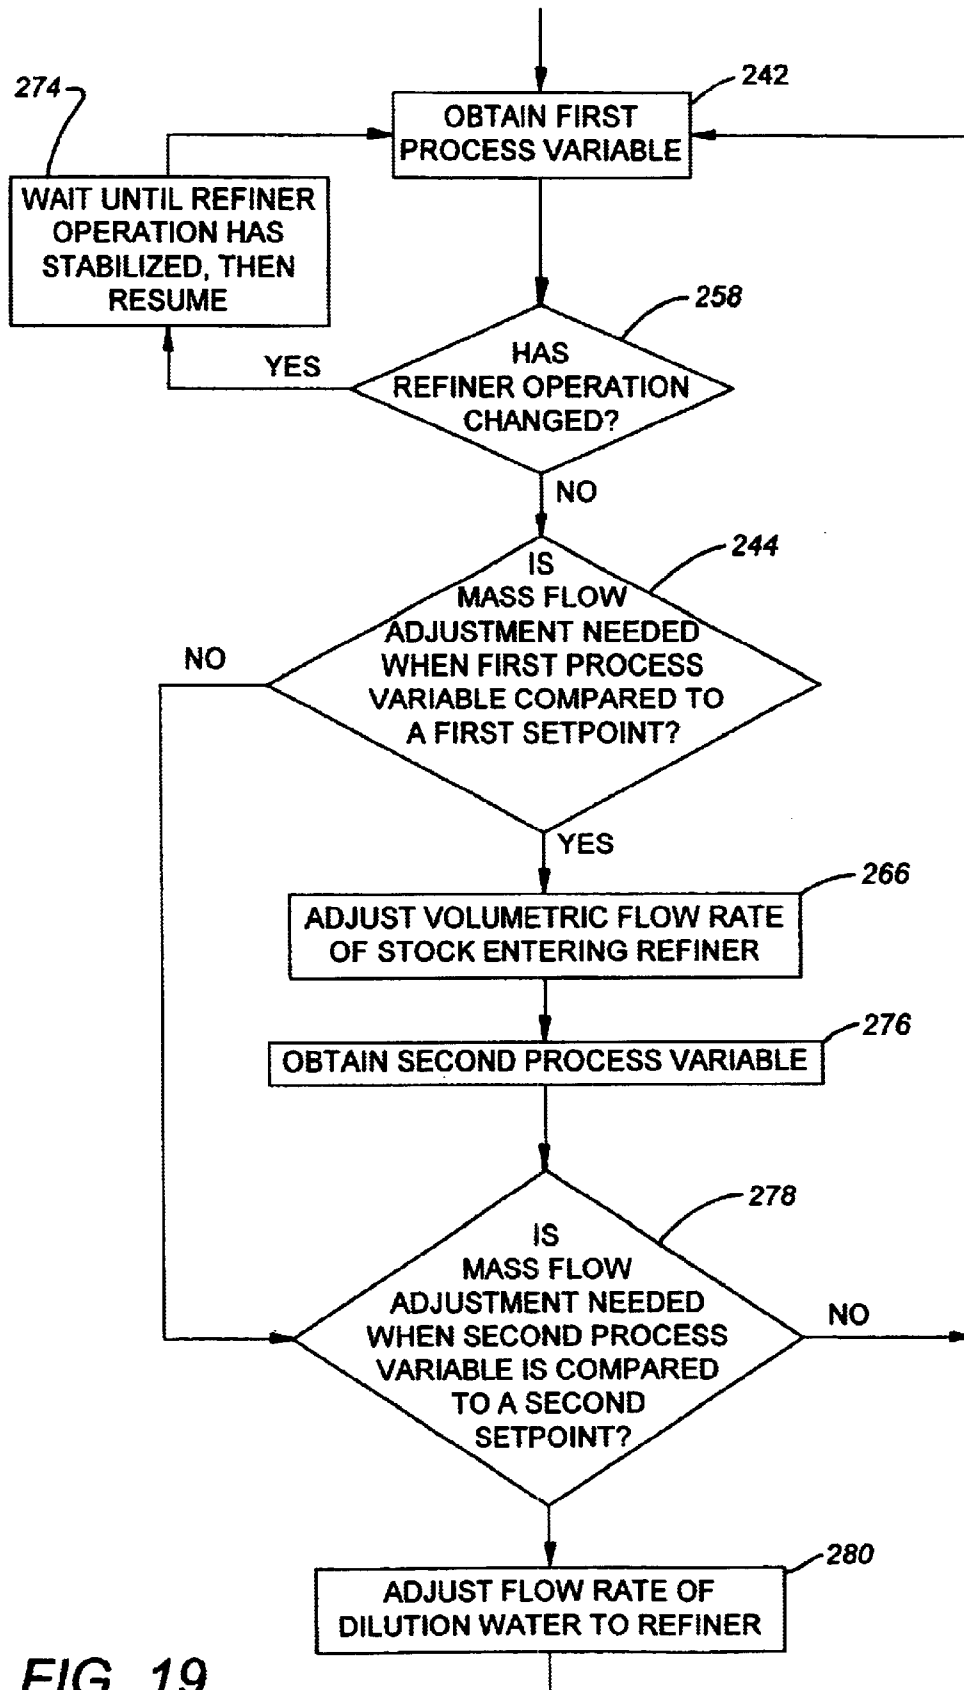 274
242
OBTAIN FIRST
PROCESS VARIABLE
WAIT UNTIL REFINER
OPERATION HAS
STABILIZED, THEN
RESUME
258
YES
HAS
REFINER OPERATION
CHANGED?
NO
244
IS
MASS FLOW
ADJUSTMENT NEEDED
WHEN FIRST PROCESS
VARIABLE COMPARED TO
A FIRST SETPOINT?
NO
YES
266
ADJUST VOLUMETRIC FLOW RATE
OF STOCK ENTERING REFINER
276
OBTAIN SECOND PROCESS VARIABLE
278
IS
MASS FLOW
ADJUSTMENT NEEDED
WHEN SECOND PROCESS
VARIABLE IS COMPARED
TO A SECOND
SETPOINT?
NO
280
ADJUST FLOW RATE OF
DILUTION WATER TO REFINER
FIG. 19